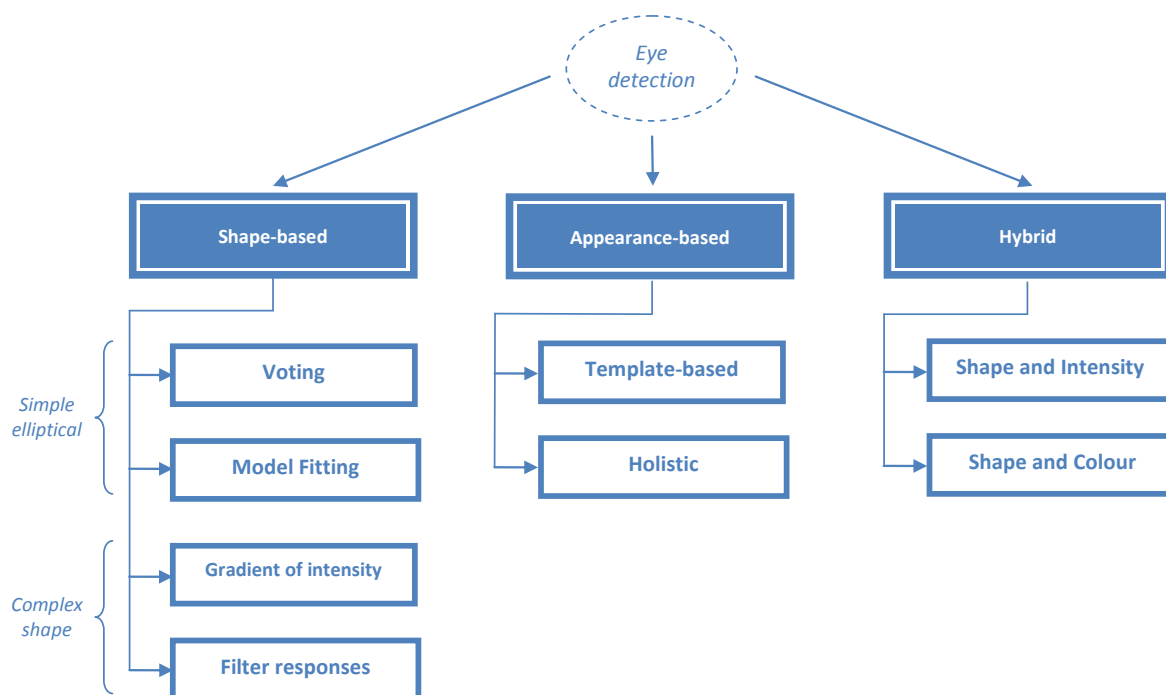 Eye
detection
Shape-based
Appearance-based
Hybrid
Simple
elliptical
Voting
Model Fitting
Complex
shape
Gradient of intensity
Filter responses
Template-based
Holistic
Shape and Intensity
Shape and Colour